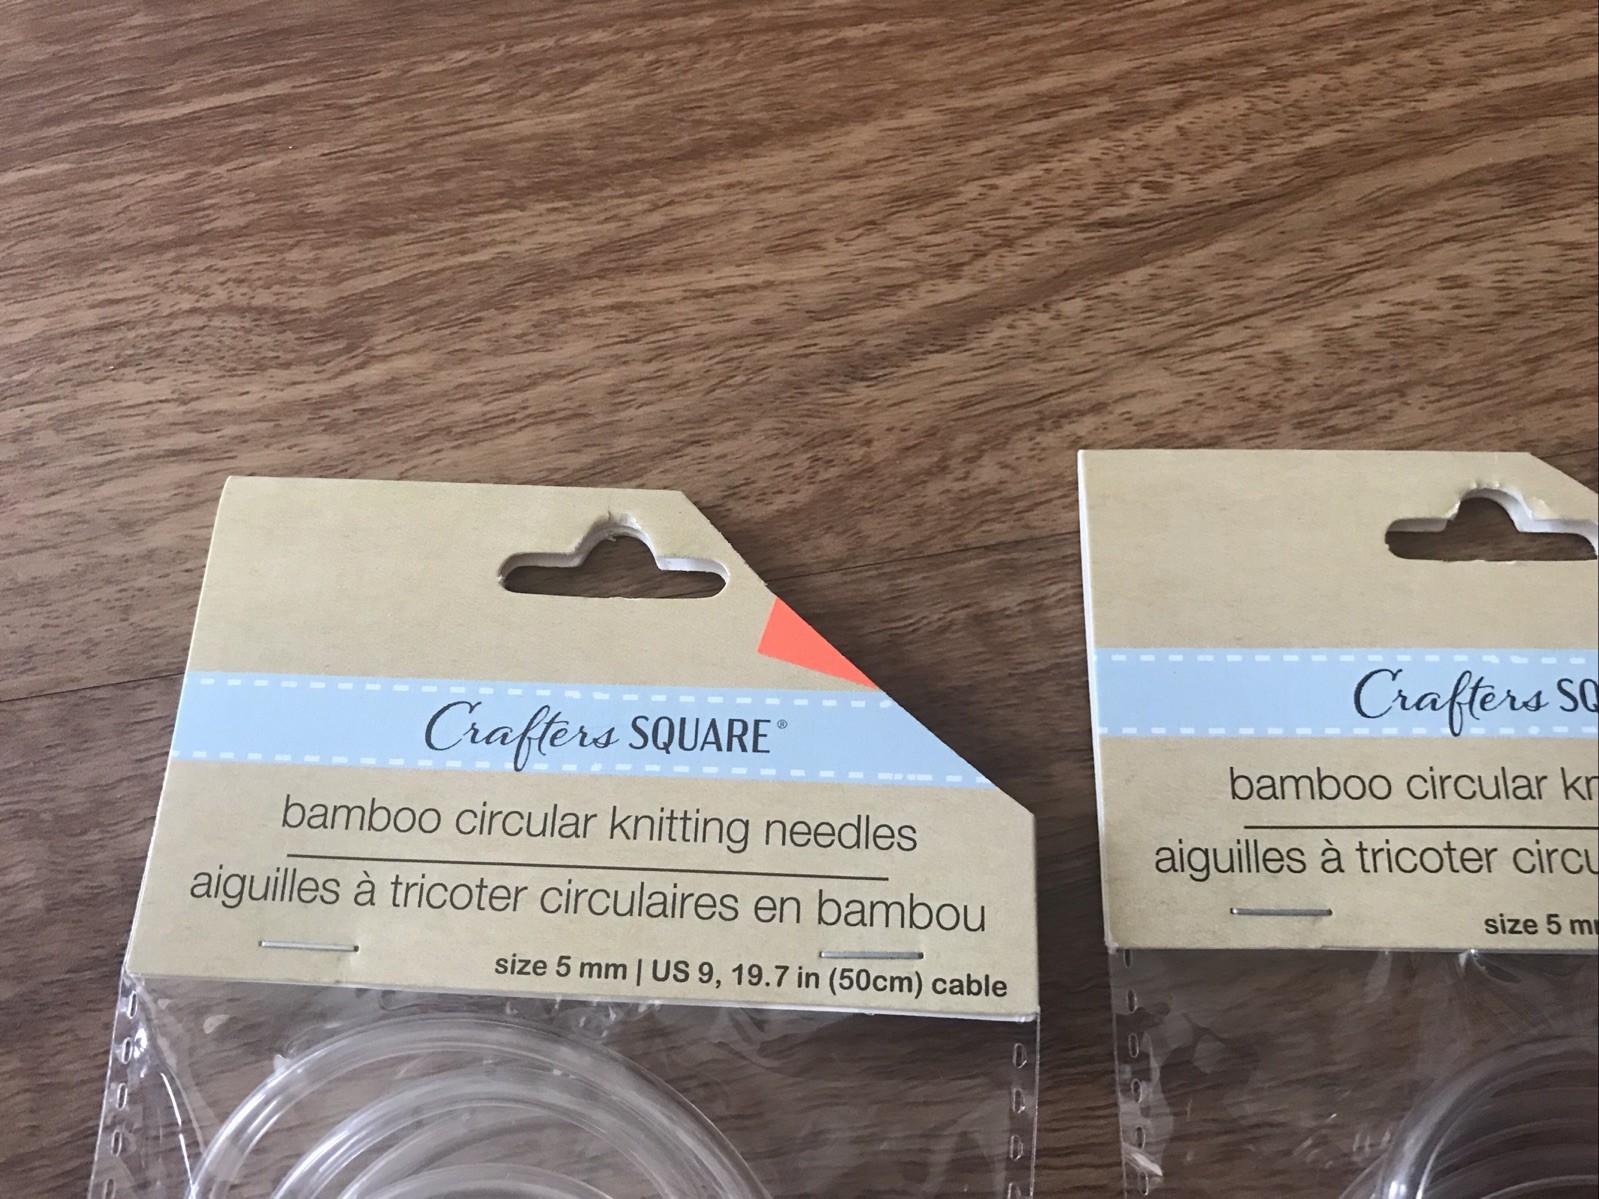 Crafters SQUARE®
bamboo circular knitting needles
aiguilles à tricoter circulaires en bambou
size 5 mm | US 9, 19.7 in (50cm) cable
Crafters SQ
bamboo circular kn
aiguilles à tricoter circu
size 5 m